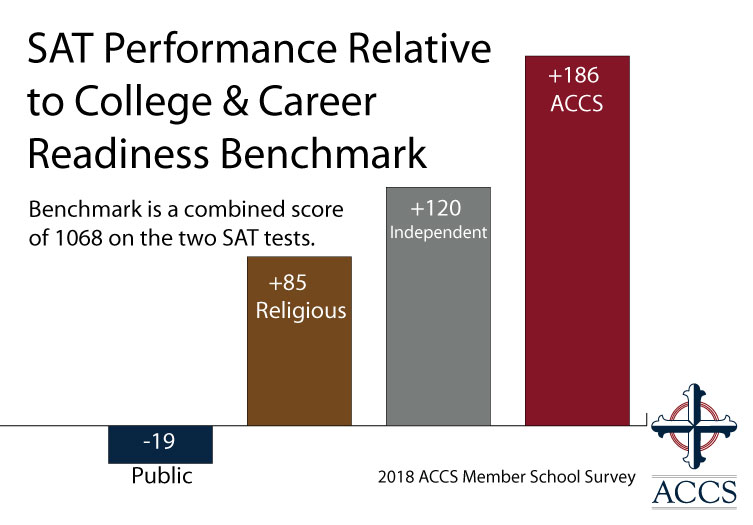 SAT Performance Relative
to College & Career
Readiness Benchmark
Benchmark is a combined score
of 1068 on the two SAT tests.
+186
ACCS
+120
Independent
+85
Religious
-19
Public
2018 ACCS Member School Survey
ACCS